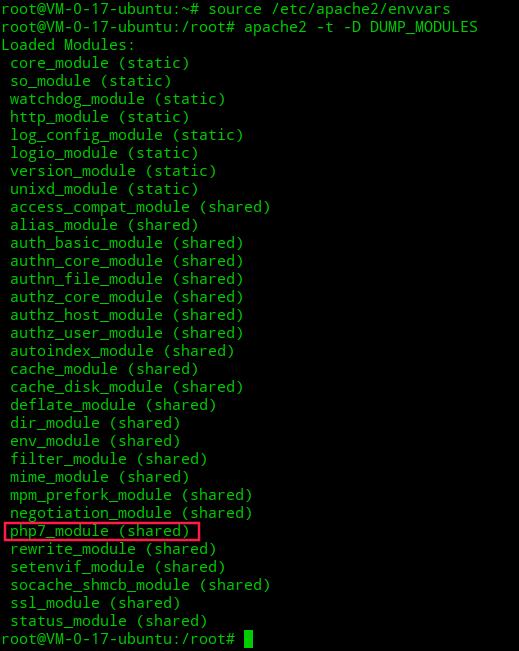 root@VM-0-17-ubuntu:~# source /etc/apache2/envvars
root@VM-0-17-ubuntu:/root# apache2 -t -D DUMP_MODULES
Loaded Modules:
 core_module (static)
 so_module (static)
 watchdog_module (static)
 http_module (static)
 log_config_module (static)
 logio_module (static)
 version_module (static)
 unixd_module (static)
 access_compat_module (shared)
 alias_module (shared)
 auth_basic_module (shared)
 authn_core_module (shared)
 authn_file_module (shared)
 authz_core_module (shared)
 authz_host_module (shared)
 authz_user_module (shared)
 autoindex_module (shared)
 cache_module (shared)
 cache_disk_module (shared)
 deflate_module (shared)
 dir_module (shared)
 env_module (shared)
 filter_module (shared)
 mime_module (shared)
 mpm_prefork_module (shared)
 negotiation_module (shared)
 php7_module (shared)
 rewrite_module (shared)
 setenvif_module (shared)
 socache_shmcb_module (shared)
 ssl_module (shared)
 status_module (shared)
root@VM-0-17-ubuntu:/root#